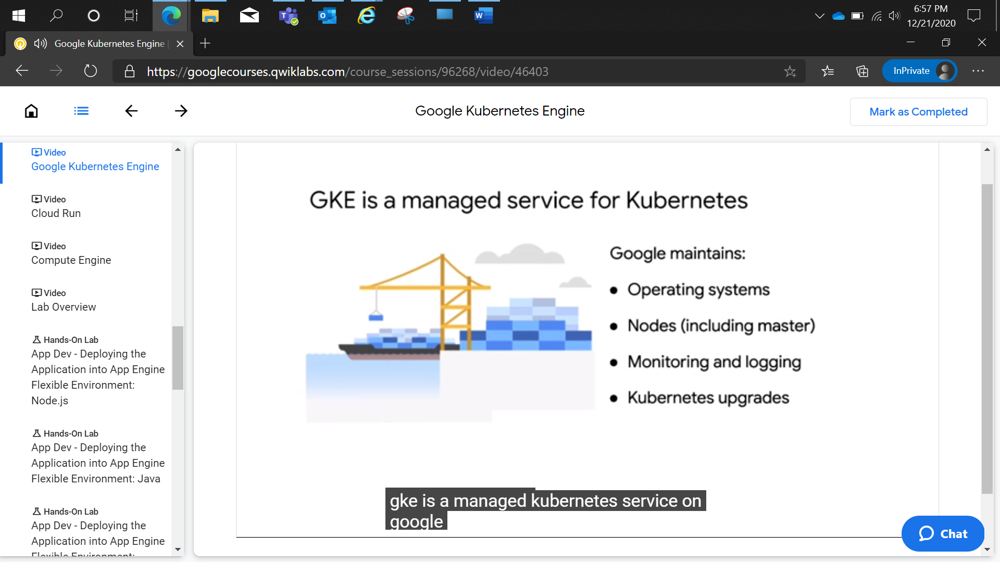 6:57 PM
12/21/2020
Google Kubernetes Engine |
https://googlecourses.qwiklabs.com/course_sessions/96268/video/46403
InPrivate
Google Kubernetes Engine
Mark as Completed
Video
Google Kubernetes Engine
Video
Cloud Run
Video
Compute Engine
Video
Lab Overview
Hands-On Lab
App Dev - Deploying the
Application into App Engine
Flexible Environment:
Node.js
Hands-On Lab
App Dev - Deploying the
Application into App Engine
Flexible Environment: Java
Hands-On Lab
App Dev - Deploying the
Application into App Engine
Flexible Environment:
GKE is a managed service for Kubernetes
Google maintains:
● Operating systems
● Nodes (including master)
● Monitoring and logging
● Kubernetes upgrades
gke is a managed kubernetes service on
google
Chat